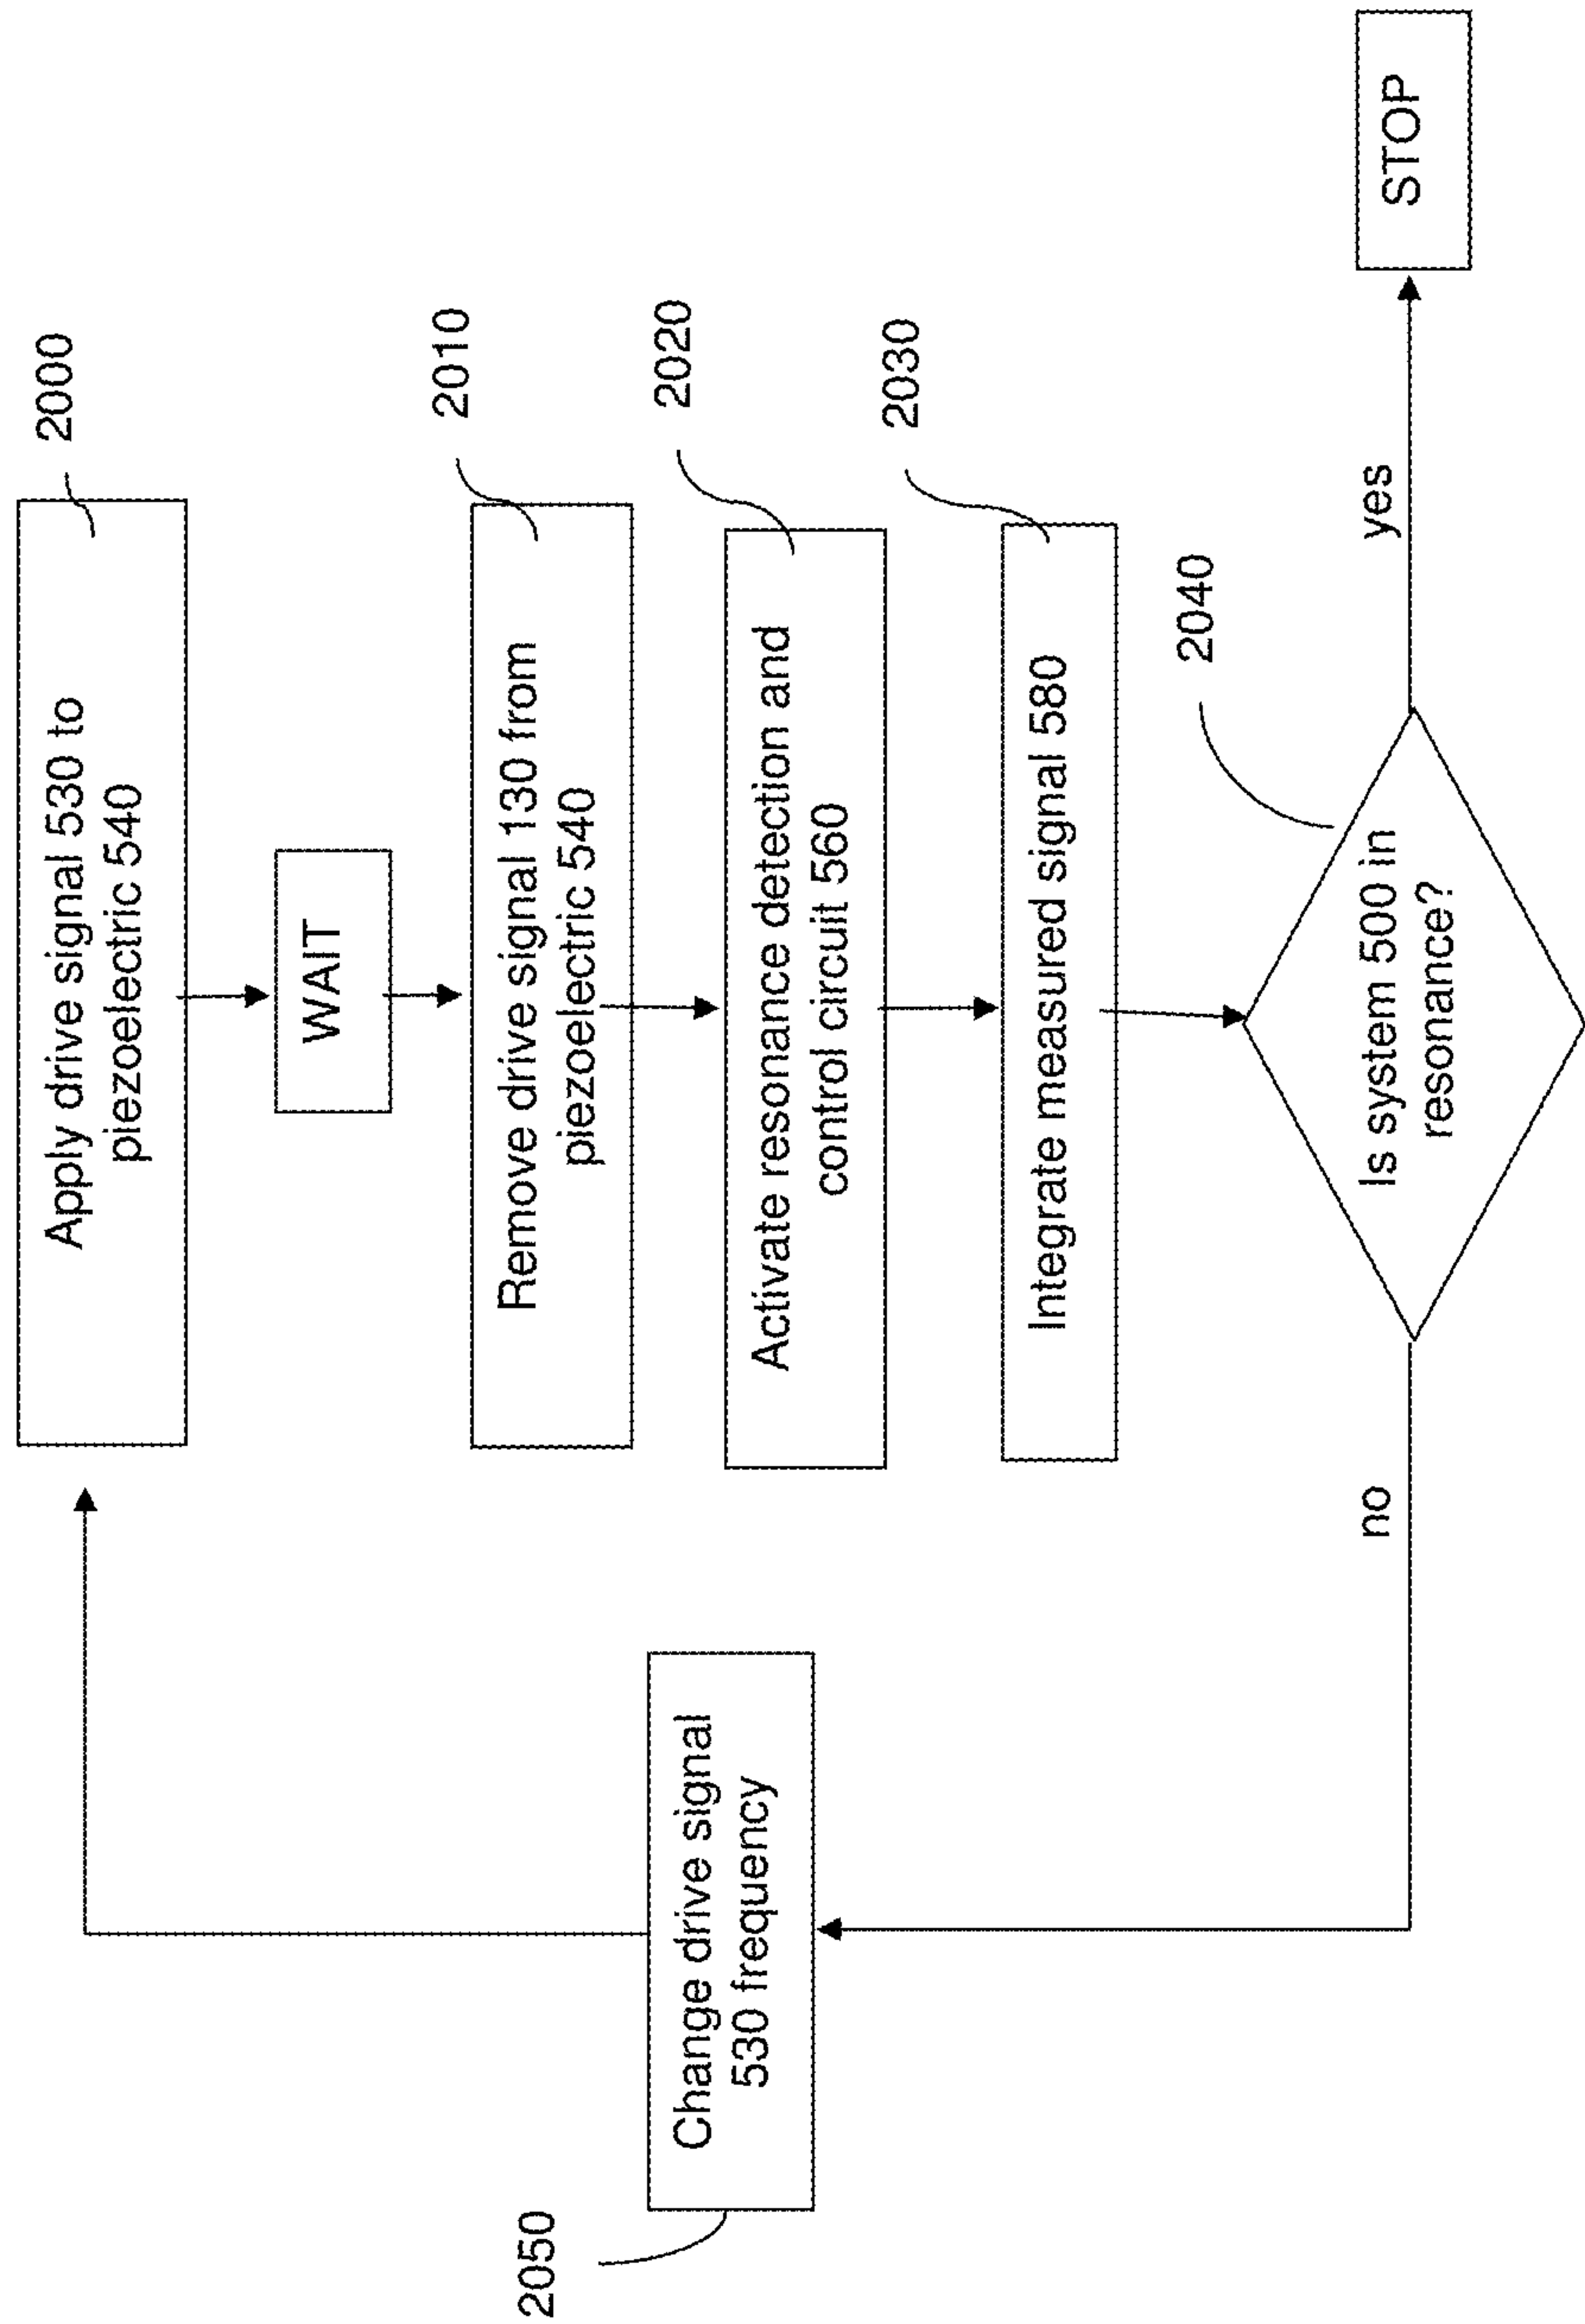 2000
Apply drive signal 530 to
piezoelectric 540
WAIT
2010
Remove drive signal 130 from
piezoelectric 540
2020
Activate resonance detection and
control circuit 560
2030
Integrate measured signal 580
2040
Is system 500 in
resonance?
yes
STOP
no
Change drive signal
530 frequency
2050